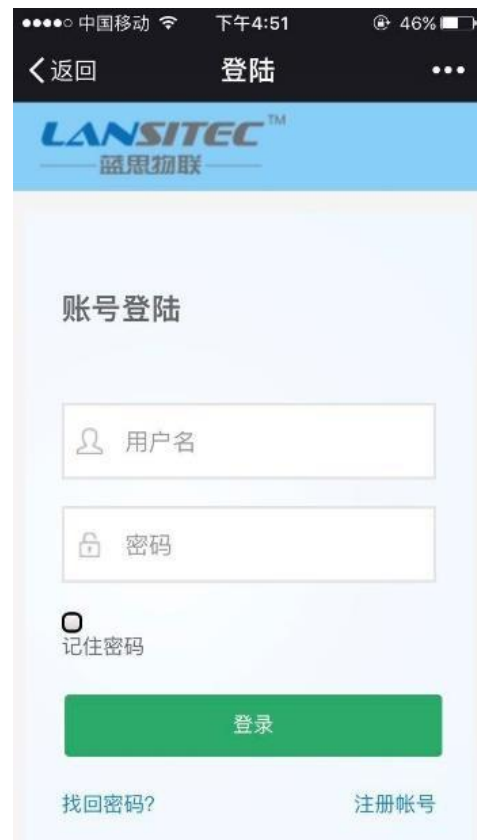 中国移动 下午4:51 46%
返回 登陆
LANSITEC™
蓝思物联
账号登陆
用户名
密码
记住密码
登录
找回密码? 注册帐号